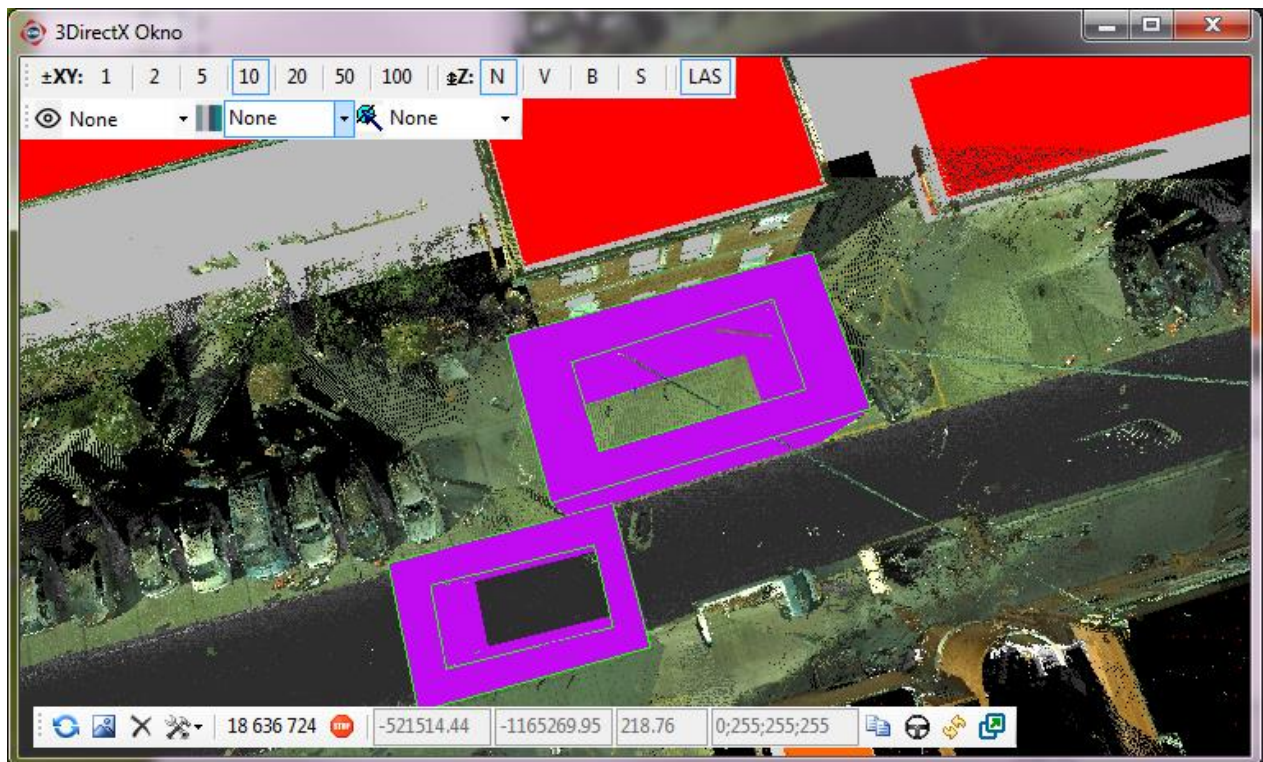 3DirectX Okno
±XY: 1 2 5 10 20 50 100 ±Z: N V B S LAS
None None None
18 636 724 STOP -521514.44 -1165269.95 218.76 0;255;255;255